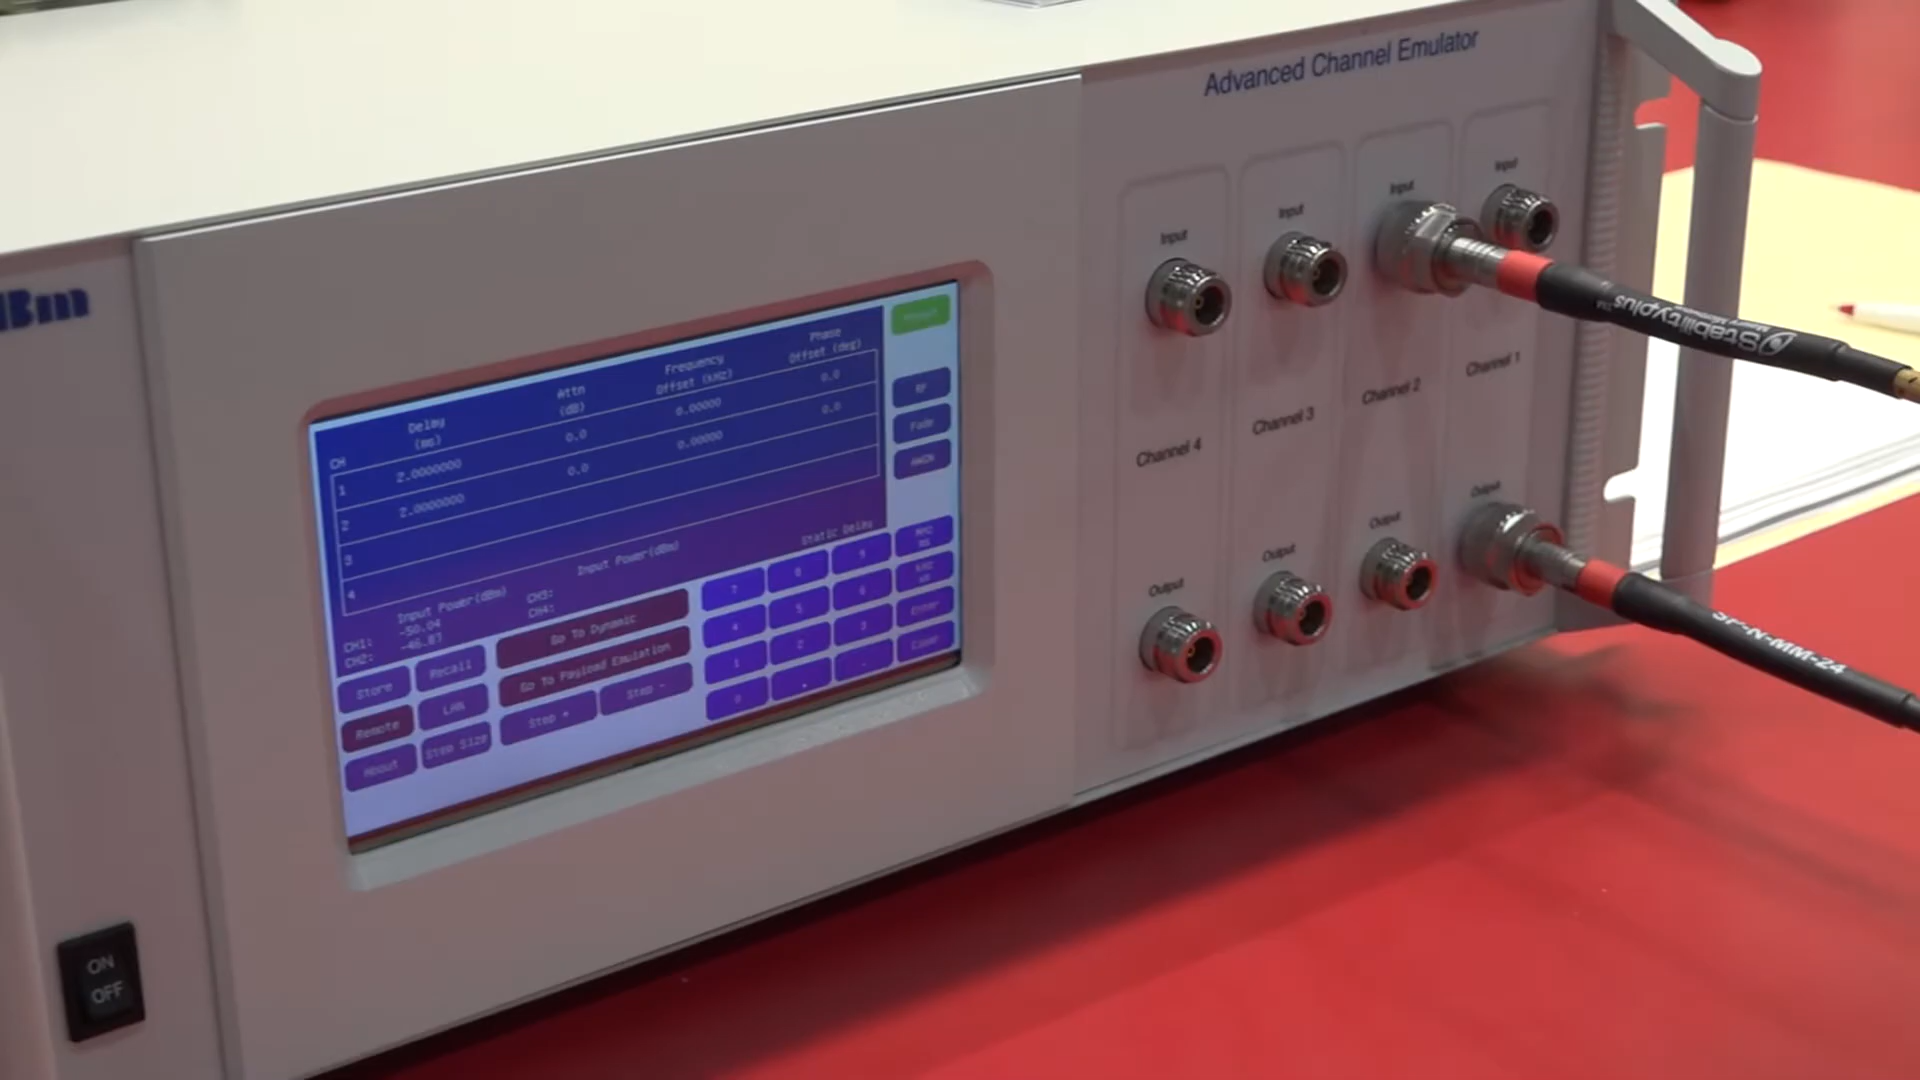 Advanced Channel Emulator
Bm
Input
Input
Input
Input
Channel 4
Channel 3
Channel 2
Channel 1
Output
Output
Output
Output
Stabilityplus
SP-N-MM-24
CH
Delay
(ms)
Attn
(dB)
Frequency
Offset (kHz)
Phase
Offset (deg)
1 2.0000000 0.0 0.00000 0.0
2 2.0000000 0.0 0.00000 0.0
3
4
Static Delay
Input Power(dBm)
Input Power(dBm)
CH1: -50.04
CH2: -46.87
CH3:
CH4:
RF
Fade
AWGN
Store
Recall
Go To Dynamic
Remote
LAN
Go To Payload Emulation
About
Step Size
Step +
Step -
7 8 9
4 5 6
1 2 3
0 . -
Enter
Clear
ON
OFF